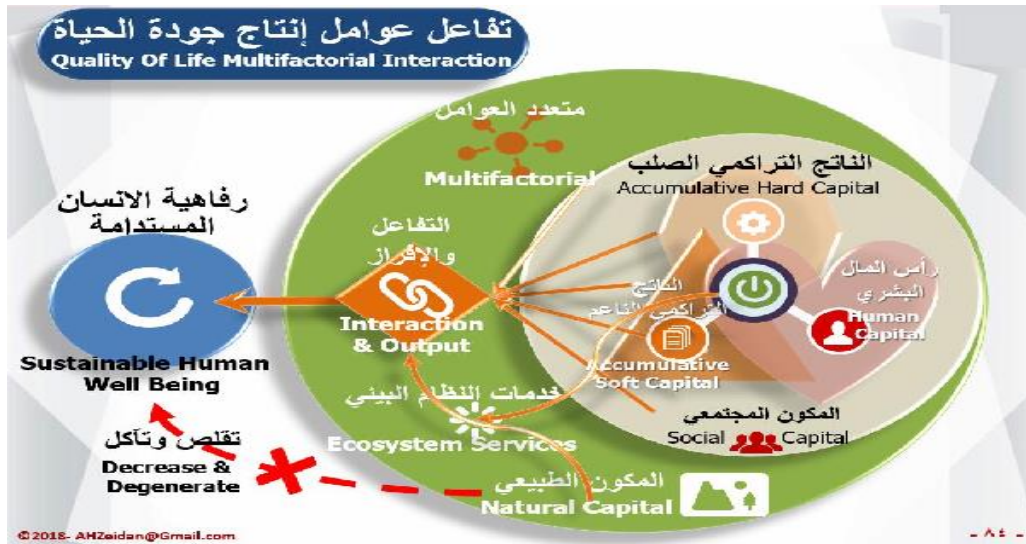 تفاعل عوامل إنتاج جودة الحياة
Quality Of Life Multifactorial Interaction
متعدد العوامل
Multifactorial
الناتج التراكمي الصلب
Accumulative Hard Capital
رفاهية الانسان
المستدامة
التفاعل
والإفراز
رأس المال
البشري
Human
Capital
الناتج
التراكمي الناعم
Interaction
& Output
Accumulative
Soft Capital
Sustainable Human
Well Being
خدمات النظام البيئي
Ecosystem Services
المكون المجتمعي
Social Capital
تقلص وتآكل
Decrease &
Degenerate
المكون الطبيعي
Natural Capital
©2018- AHZeidan@Gmail.com
- ٨٤ -